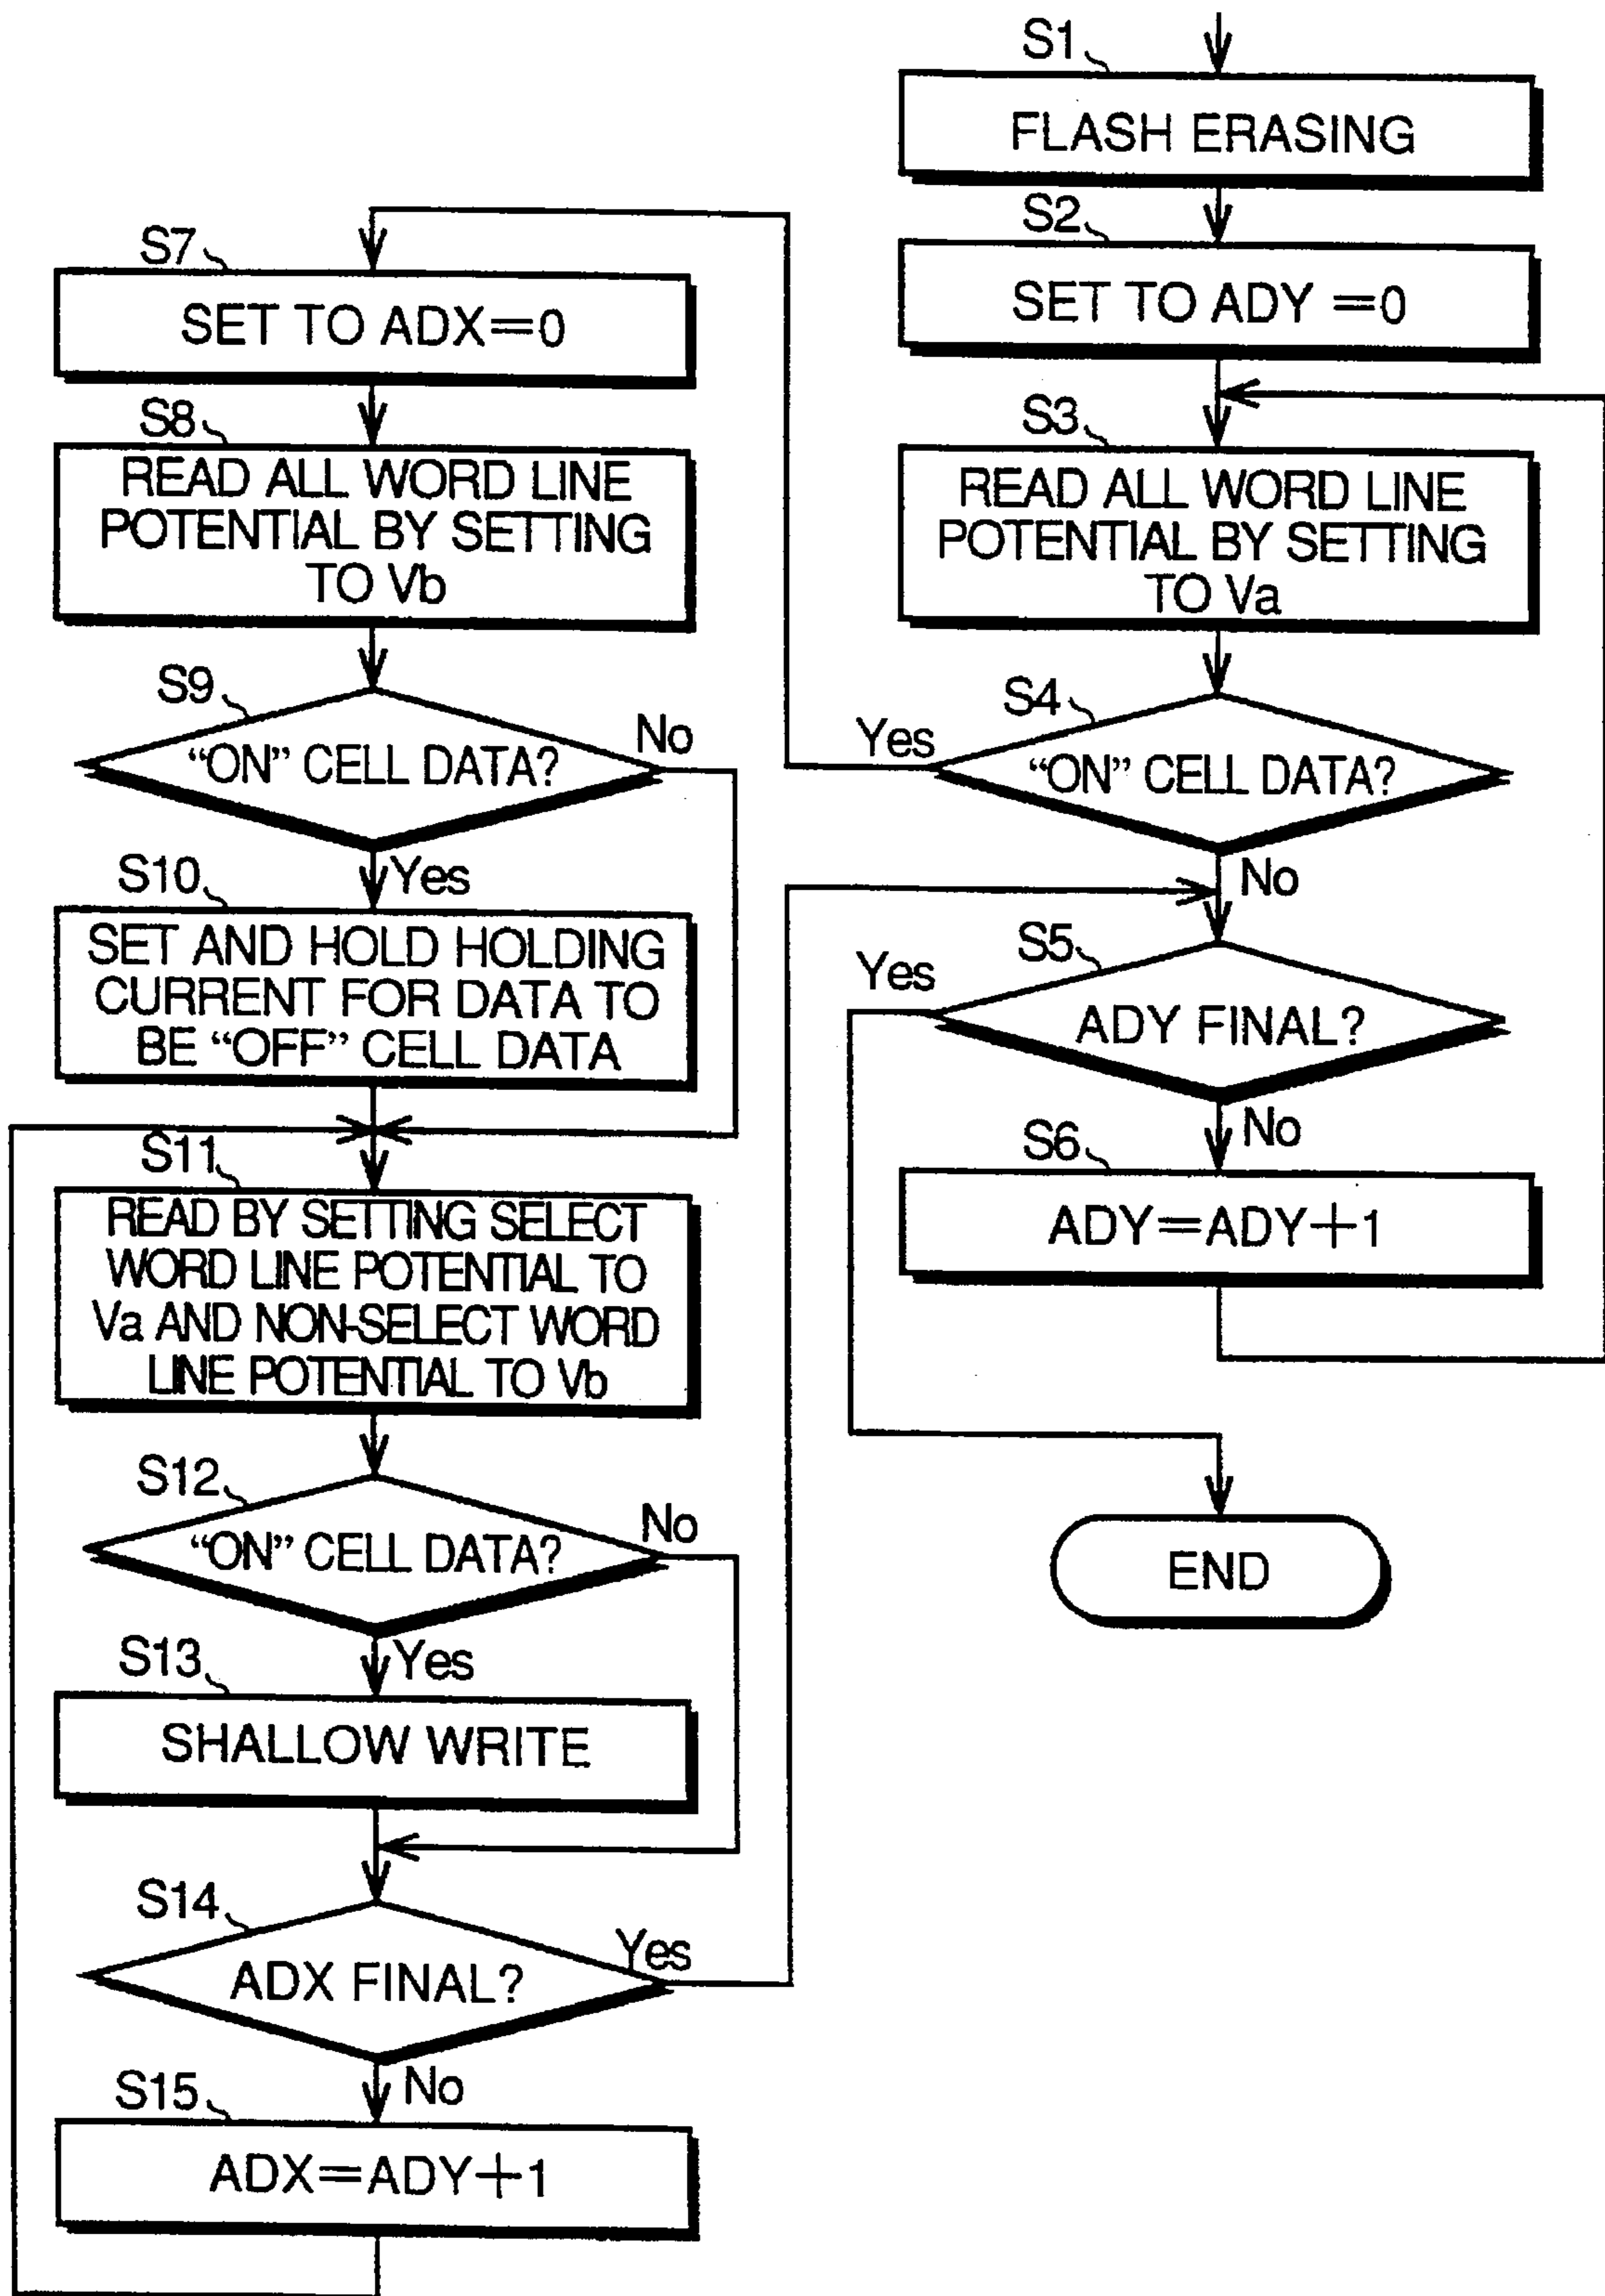 S1
FLASH ERASING
S2
SET TO ADY =0
S3
READ ALL WORD LINE
POTENTIAL BY SETTING
TO Va
S4
"ON" CELL DATA?
Yes
No
S5
ADY FINAL?
Yes
No
S6
ADY=ADY+1
END
S7
SET TO ADX=0
S8
READ ALL WORD LINE
POTENTIAL BY SETTING
TO Vb
S9
"ON" CELL DATA?
No
Yes
S10
SET AND HOLD HOLDING
CURRENT FOR DATA TO
BE "OFF" CELL DATA
S11
READ BY SETTING SELECT
WORD LINE POTENTIAL TO
Va AND NON-SELECT WORD
LINE POTENTIAL TO Vb
S12
"ON" CELL DATA?
No
Yes
S13
SHALLOW WRITE
S14
ADX FINAL?
Yes
No
S15
ADX=ADY+1